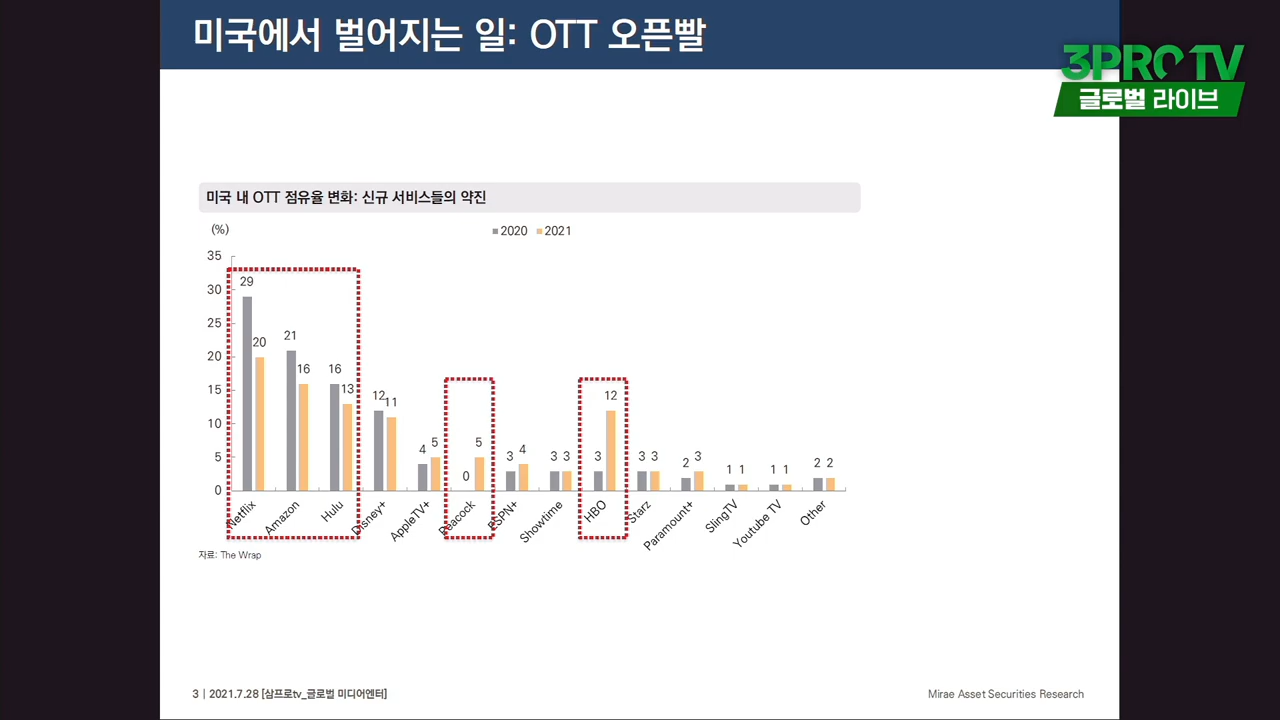 미국에서 벌어지는 일: OTT 오픈빨
3PROTV
글로벌 라이브
미국 내 OTT 점유율 변화: 신규 서비스들의 약진
(%)
2020 2021
35
30
25
20
15
10
5
0
29 20 21 16 16 13 12 11 4 5 0 5 3 4 3 3 3 12 3 3 2 3 1 1 1 1 2 2
Netflix Amazon Hulu Disney+ AppleTV+ Peacock ESPN+ Showtime HBO Starz Paramount+ SlingTV Youtube TV Other
자료: The Wrap
3 | 2021.7.28 [삼프로tv_글로벌 미디어엔터]
Mirae Asset Securities Research